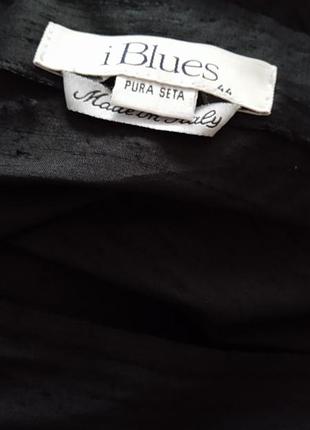 i Blues
PURA SETA
44
Made in Italy